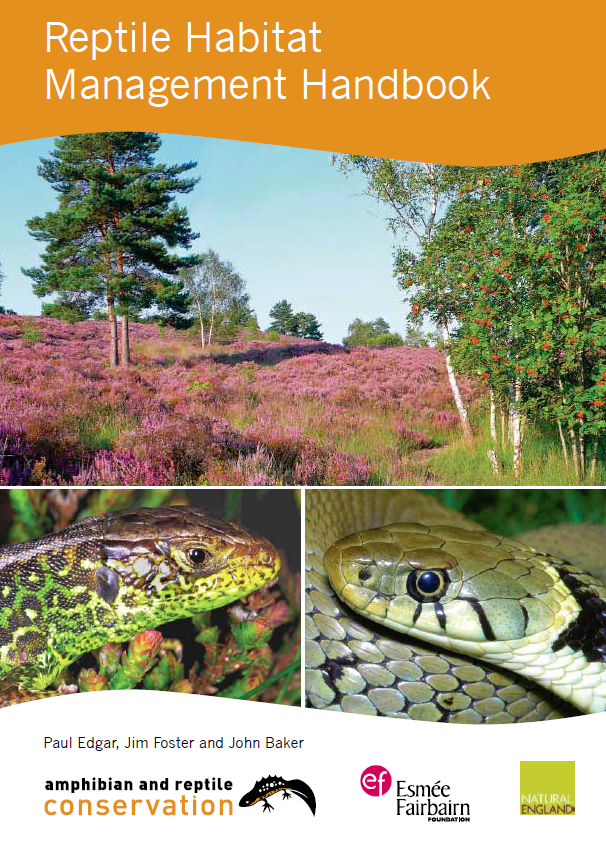 Reptile Habitat
Management Handbook
Paul Edgar, Jim Foster and John Baker
amphibian and reptile
conservation
ef
Esmée
Fairbairn
FOUNDATION
NATURAL
ENGLAND